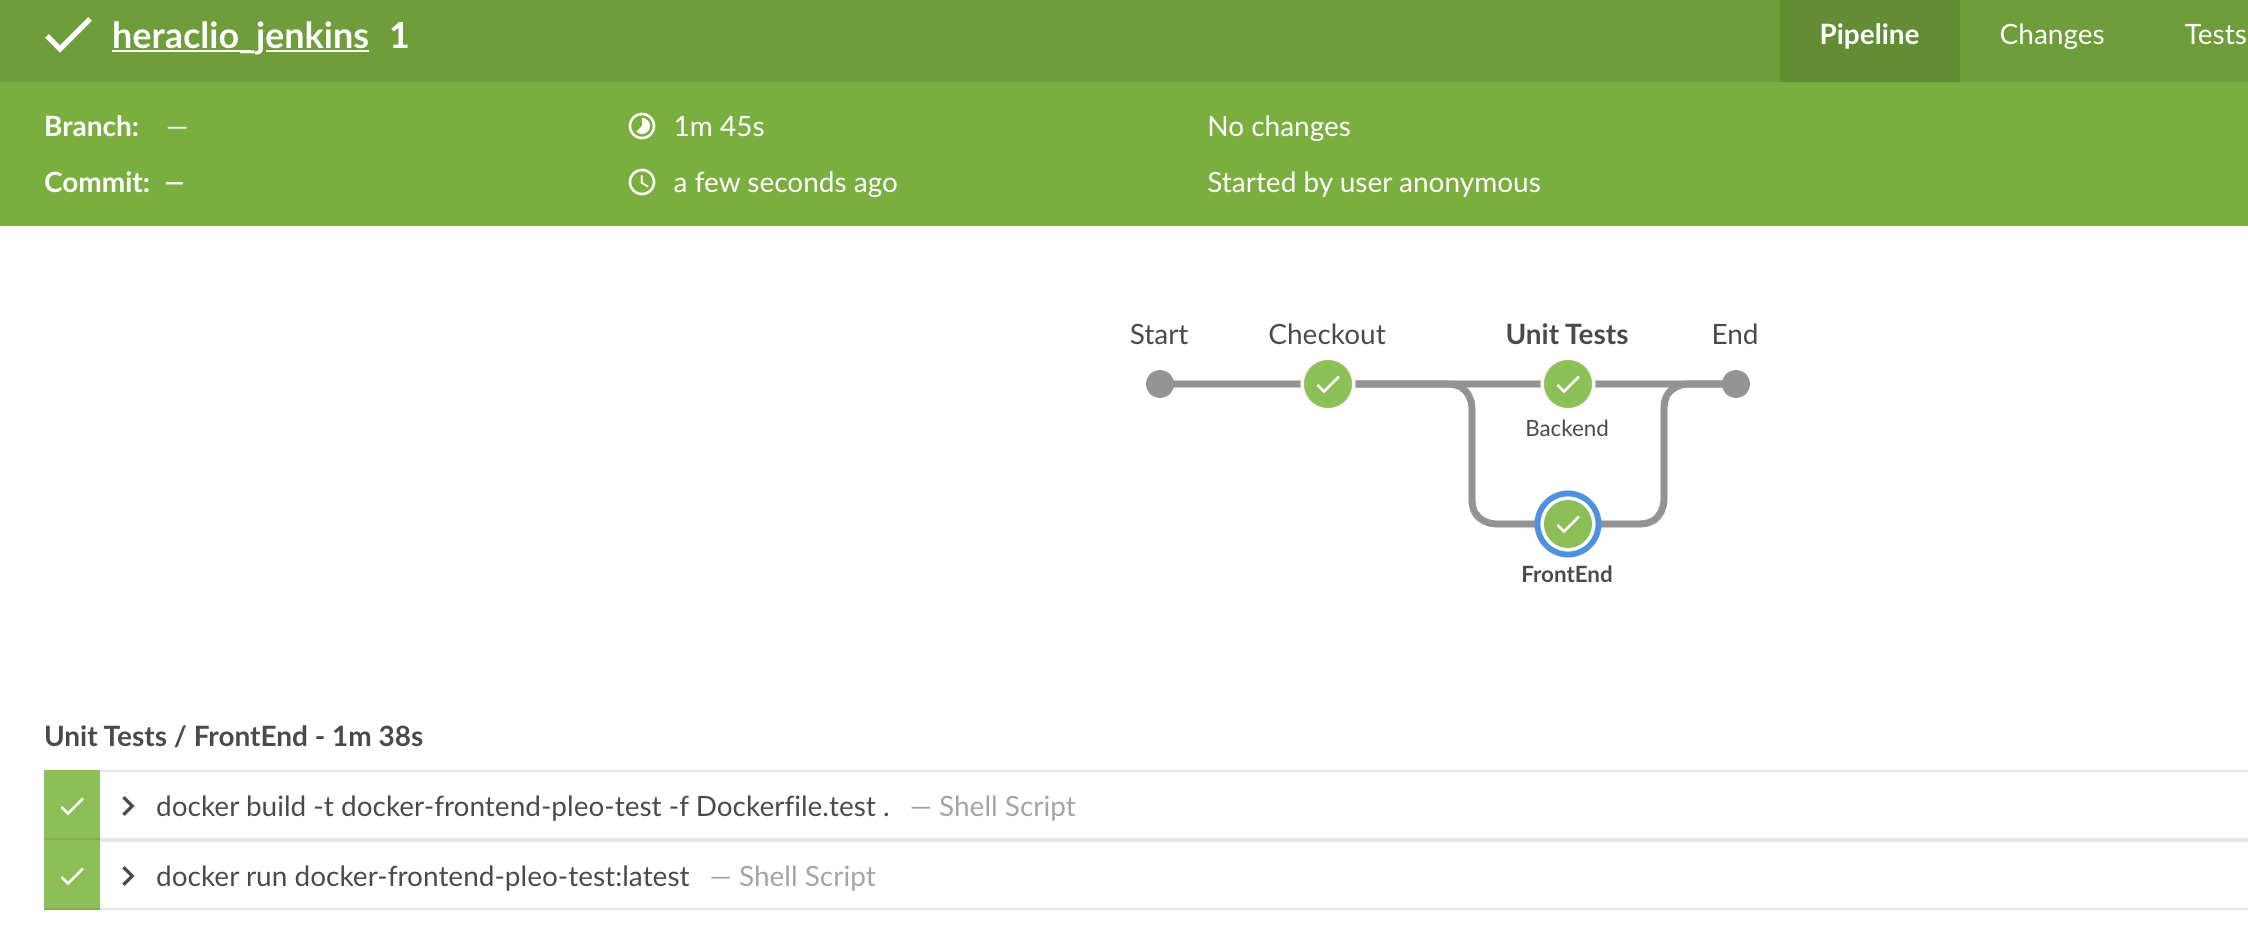 heraclio_jenkins 1
Pipeline Changes Tests
Branch: —
1m 45s
No changes
Commit: —
a few seconds ago
Started by user anonymous
Start Checkout Unit Tests End
Backend
FrontEnd
Unit Tests / FrontEnd - 1m 38s
docker build -t docker-frontend-pleo-test -f Dockerfile.test . — Shell Script
docker run docker-frontend-pleo-test:latest — Shell Script